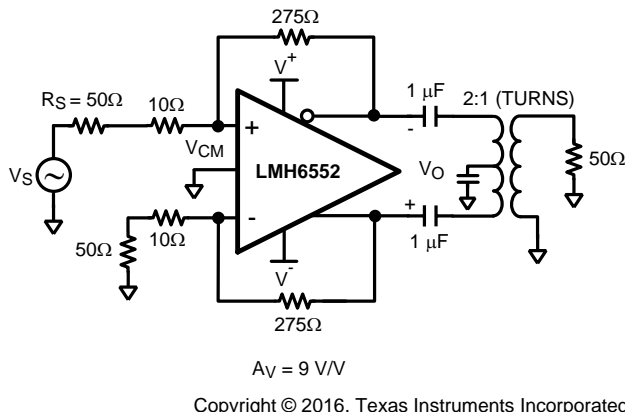 275Ω
V+
1 μF
2:1 (TURNS)
RS = 50Ω
10Ω
+
-
VCM
LMH6552
VS
VO
50Ω
-
+
10Ω
50Ω
1 μF
V-
275Ω
AV = 9 V/V
Copyright © 2016, Texas Instruments Incorporated